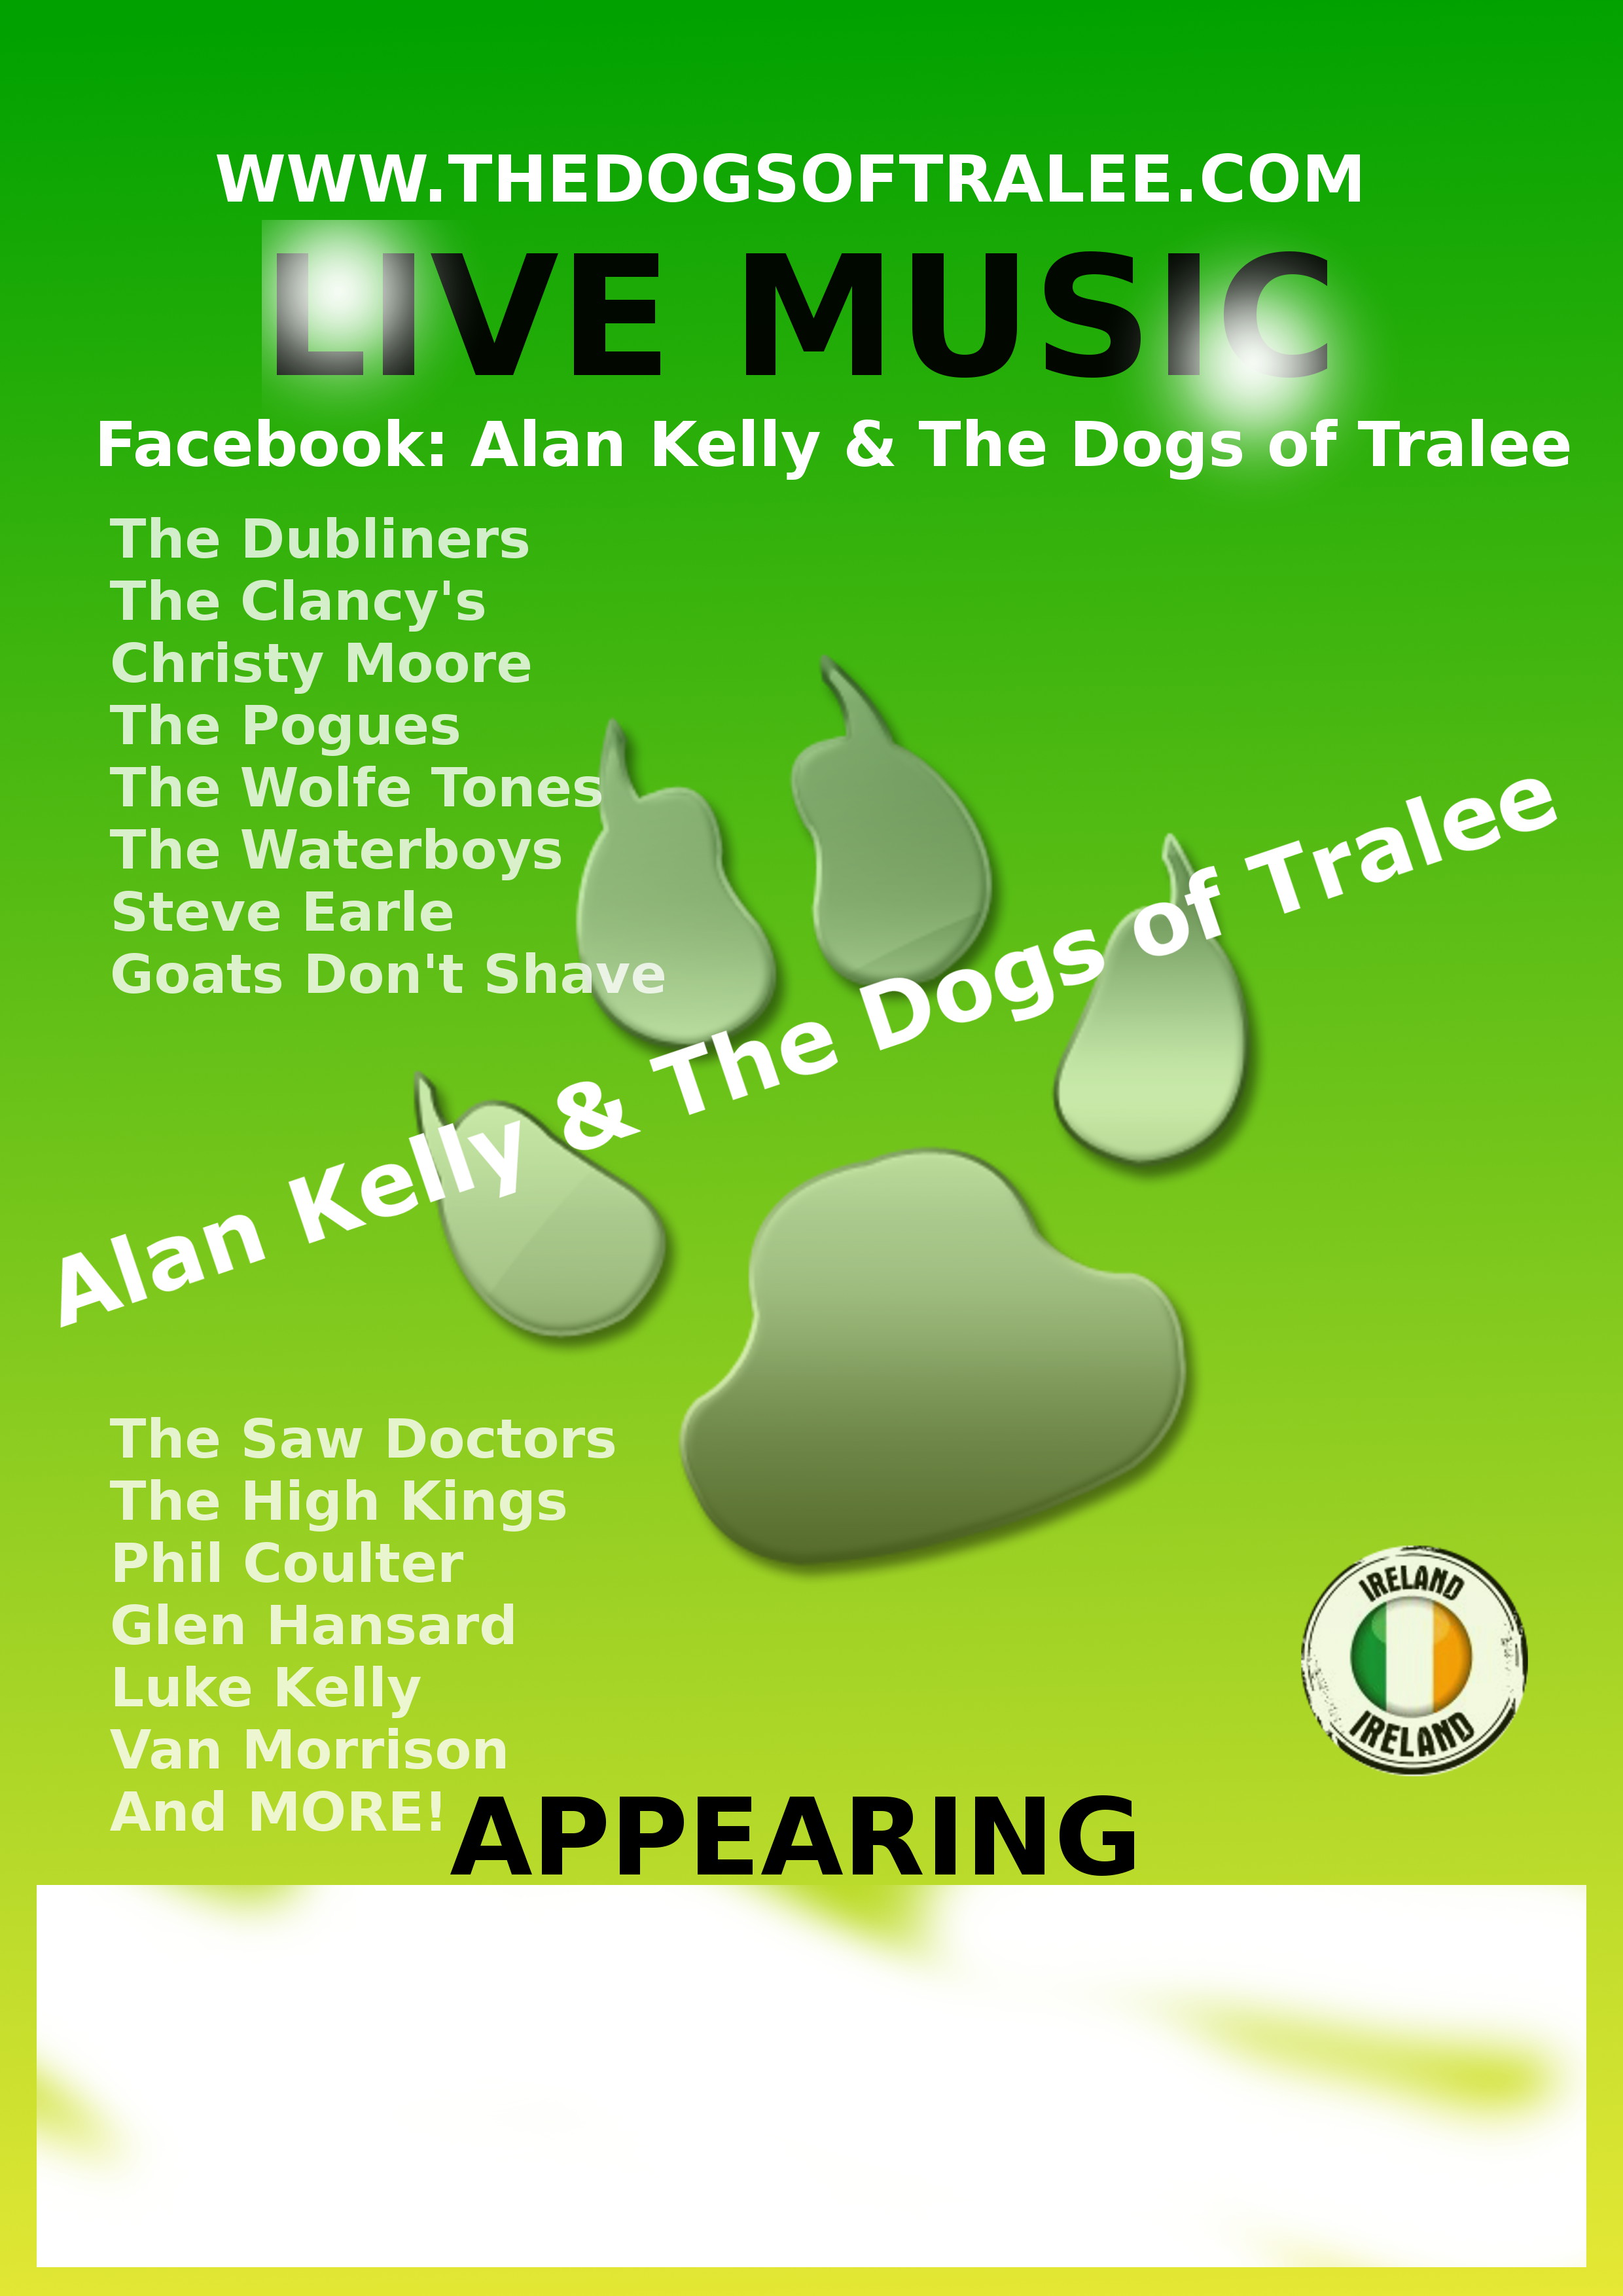 WWW.THEDOGSOFTRALEE.COM
LIVE MUSIC
Facebook: Alan Kelly & The Dogs of Tralee
The Dubliners
The Clancy's
Christy Moore
The Pogues
The Wolfe Tones
The Waterboys
Steve Earle
Goats Don't Shave
Alan Kelly & The Dogs of Tralee
The Saw Doctors
The High Kings
Phil Coulter
Glen Hansard
Luke Kelly
Van Morrison
And MORE!
IRELAND
IRELAND
APPEARING